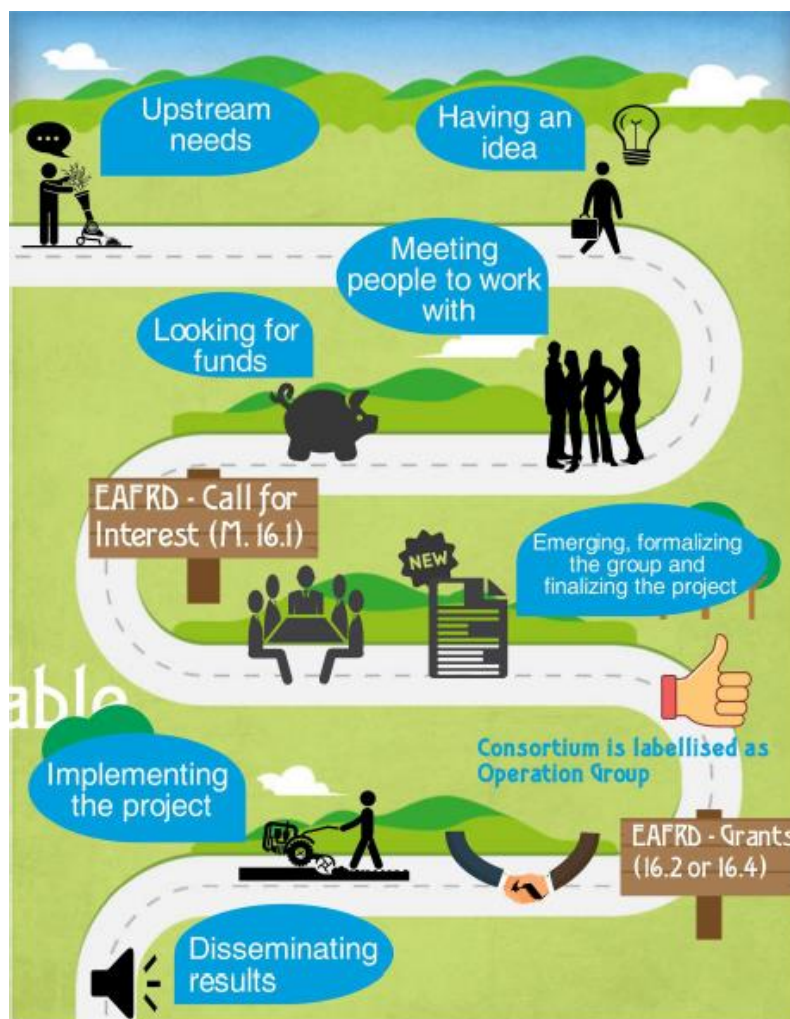 Upstream
needs
Having an
idea
Meeting
people to work
with
Looking for
funds
EAFRD - Call for
Interest (M. 16.1)
NEW
Emerging, formalizing
the group and
finalizing the project
able
Consortium is labellised as
Operation Group
Implementing
the project
EAFRD - Grants
(16.2 or 16.4)
Disseminating
results